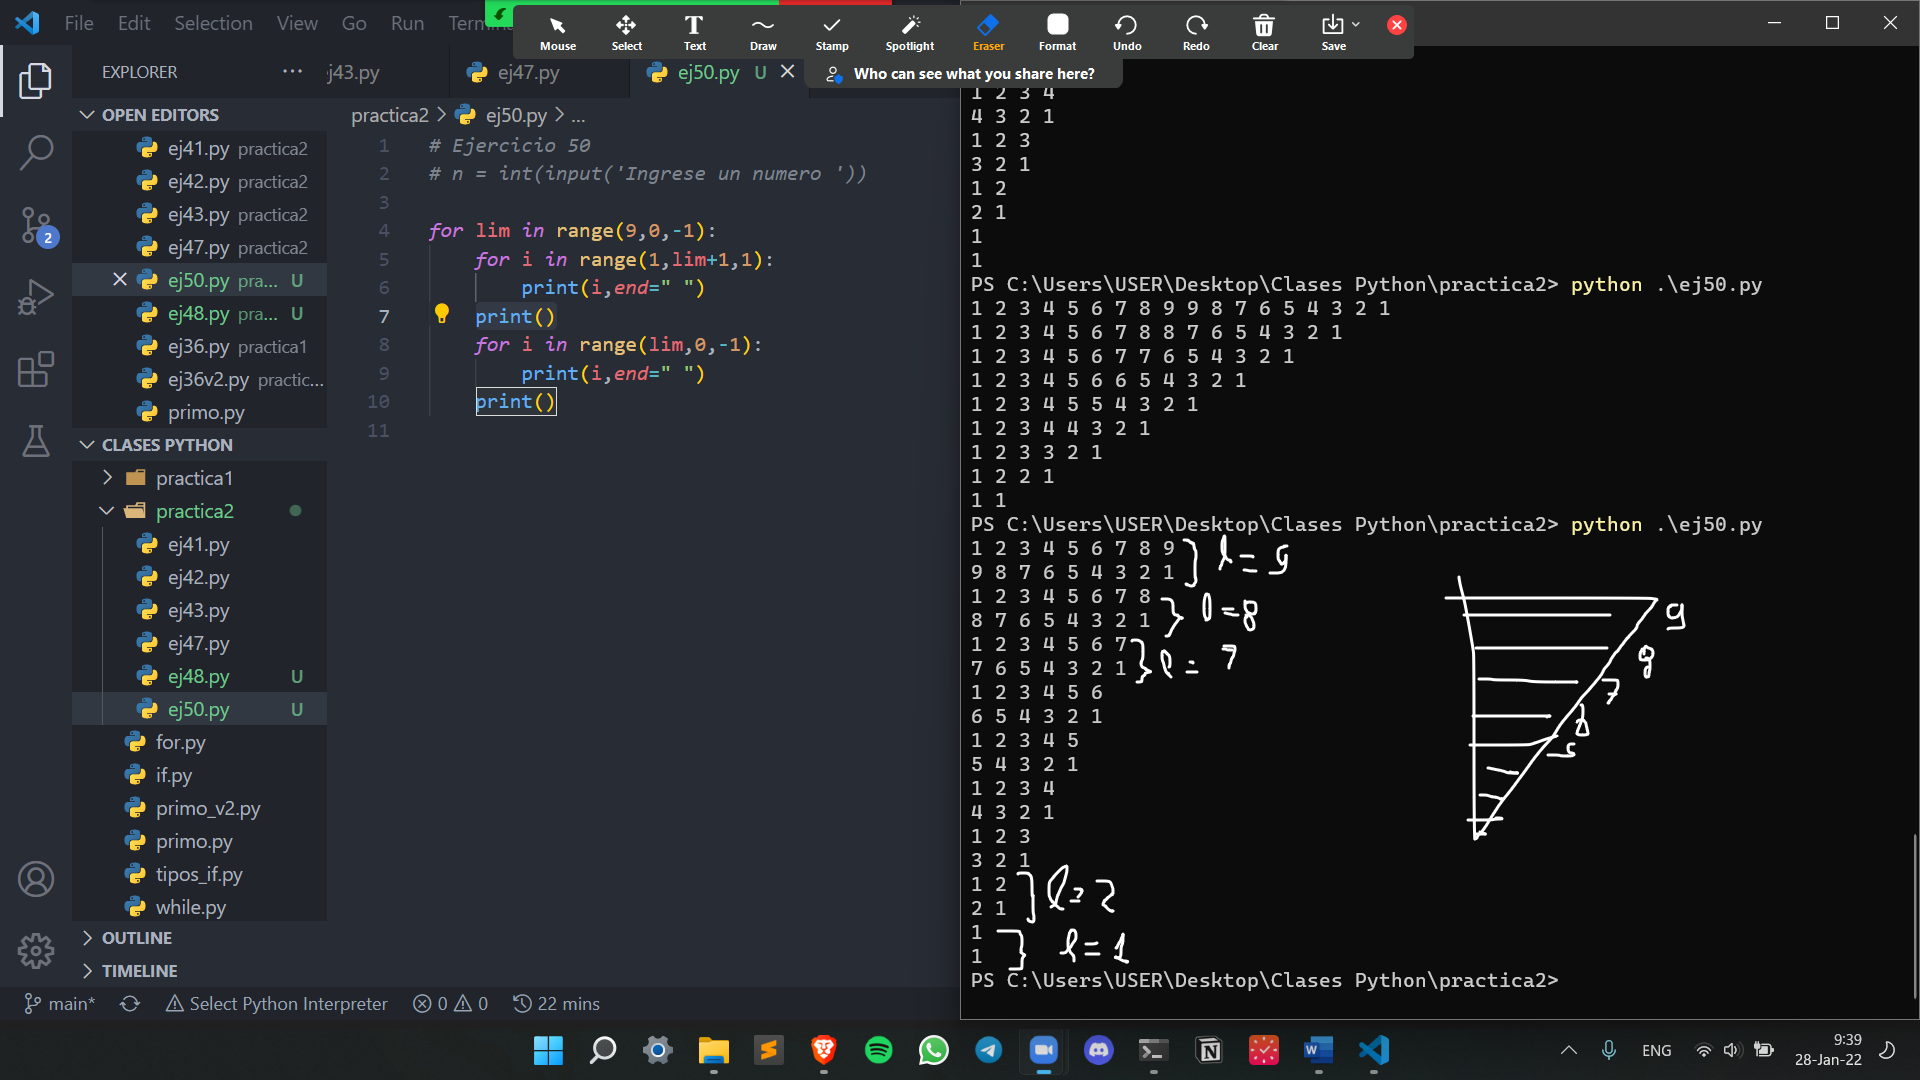 File Edit Selection View Go Run
Mouse Select Text Draw Stamp Spotlight Eraser Format Undo Redo Clear Save
Who can see what you share here?
EXPLORER
ej43.py ej47.py ej50.py U
OPEN EDITORS
ej41.py practica2
ej42.py practica2
ej43.py practica2
ej47.py practica2
ej50.py pra... U
ej48.py pra... U
ej36.py practica1
ej36v2.py practic...
primo.py
CLASES PYTHON
practica1
practica2
ej41.py
ej42.py
ej43.py
ej47.py
ej48.py U
ej50.py U
for.py
if.py
primo_v2.py
primo.py
tipos_if.py
while.py
OUTLINE
TIMELINE
2
practica2 > ej50.py > ...
1 # Ejercicio 50
2 # n = int(input('Ingrese un numero '))
3
4 for lim in range(9,0,-1):
5 for i in range(1,lim+1,1):
6 print(i,end=" ")
7 print()
8 for i in range(lim,0,-1):
9 print(i,end=" ")
10 print()
11
1 2 3 4
4 3 2 1
1 2 3
3 2 1
1 2
2 1
1
1
PS C:\Users\USER\Desktop\Clases Python\practica2> python .\ej50.py
1 2 3 4 5 6 7 8 9 9 8 7 6 5 4 3 2 1
1 2 3 4 5 6 7 8 8 7 6 5 4 3 2 1
1 2 3 4 5 6 7 7 6 5 4 3 2 1
1 2 3 4 5 6 6 5 4 3 2 1
1 2 3 4 5 5 4 3 2 1
1 2 3 4 4 3 2 1
1 2 3 3 2 1
1 2 2 1
1 1
PS C:\Users\USER\Desktop\Clases Python\practica2> python .\ej50.py
1 2 3 4 5 6 7 8 9
9 8 7 6 5 4 3 2 1
l = 9
1 2 3 4 5 6 7 8
8 7 6 5 4 3 2 1
l = 8
1 2 3 4 5 6 7
7 6 5 4 3 2 1
l = 7
1 2 3 4 5 6
6 5 4 3 2 1
1 2 3 4 5
5 4 3 2 1
1 2 3 4
4 3 2 1
1 2 3
3 2 1
1 2
2 1
l = 2
1
1
l = 1
9
8
7
5
PS C:\Users\USER\Desktop\Clases Python\practica2>
main* Select Python Interpreter 0 0 22 mins
ENG
9:39
28-Jan-22